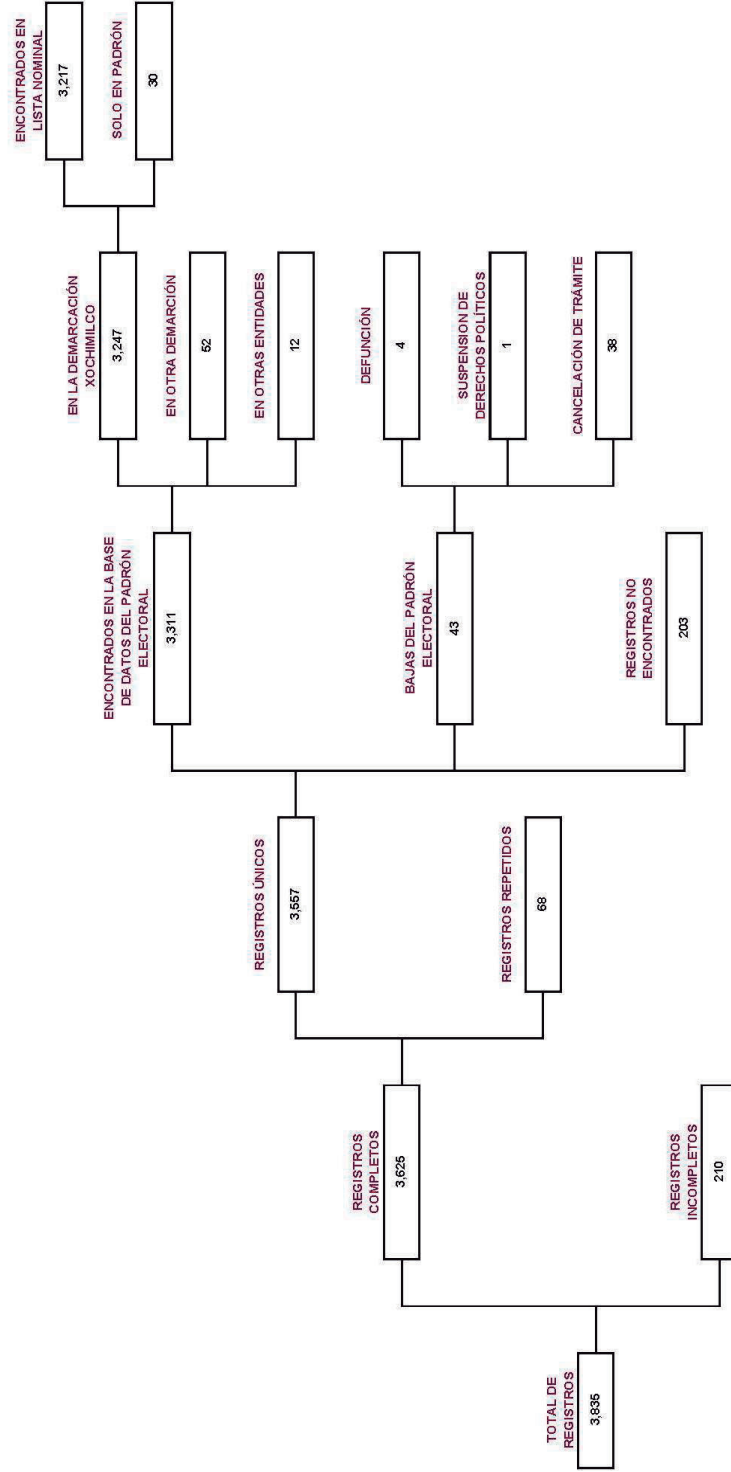 TOTAL DE
REGISTROS
3,835
REGISTROS
COMPLETOS
3,625
REGISTROS
INCOMPLETOS
210
REGISTROS ÚNICOS
3,557
REGISTROS REPETIDOS
68
ENCONTRADOS EN LA BASE
DE DATOS DEL PADRÓN
ELECTORAL
3,311
BAJAS DEL PADRÓN
ELECTORAL
43
REGISTROS NO
ENCONTRADOS
203
EN LA DEMARCACIÓN
XOCHIMILCO
3,247
EN OTRA DEMARCIÓN
52
EN OTRAS ENTIDADES
12
DEFUNCIÓN
4
SUSPENSION DE
DERECHOS POLÍTICOS
1
CANCELACIÓN DE TRÁMITE
38
ENCONTRADOS EN
LISTA NOMINAL
3,217
SOLO EN PADRÓN
30